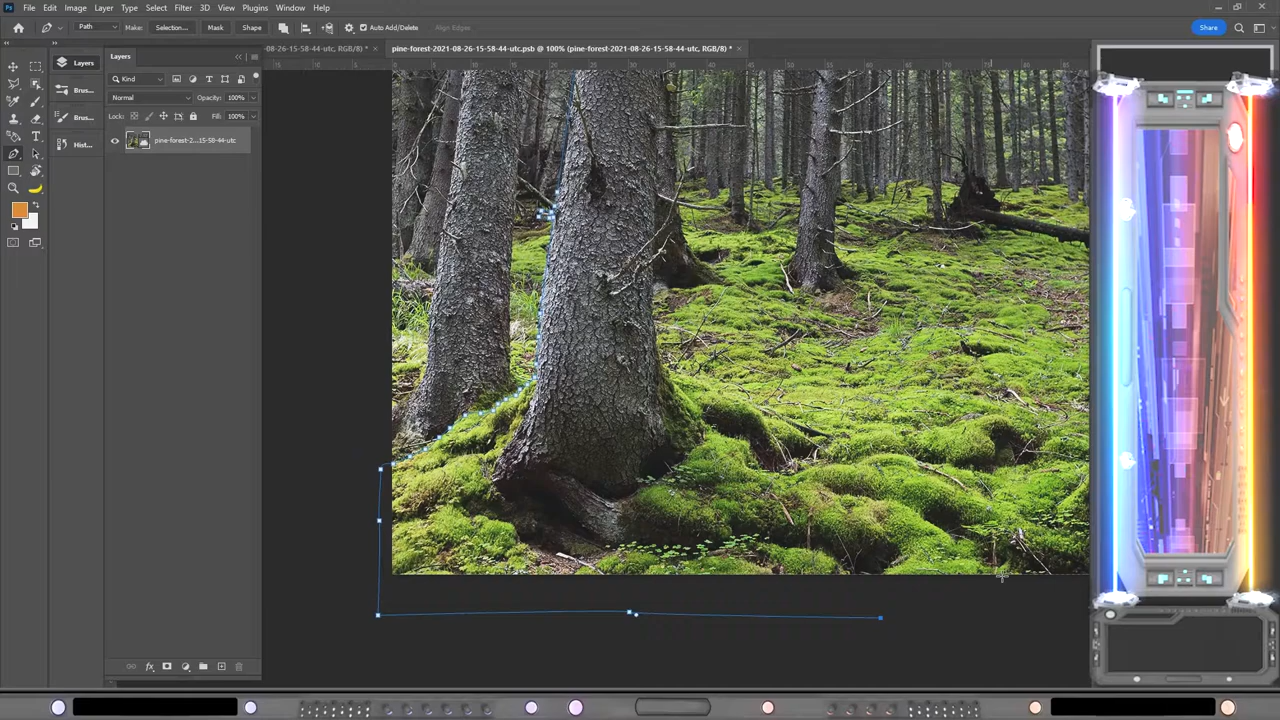 Ps File Edit Image Layer Type Select Filter 3D View Plugins Window Help
Path Make: Selection... Mask Shape Auto Add/Delete Align Edges Share
08-26-15-58-44-utc, RGB/8) * × pine-forest-2021-08-26-15-58-44-utc.psb @ 100% (pine-forest-2021-08-26-15-58-44-utc, RGB/8) * ×
Layers Layers
Kind
Brus...
Normal Opacity: 100%
Lock: Fill: 100%
Brus...
Hist... pine-forest-2...15-58-44-utc
fx